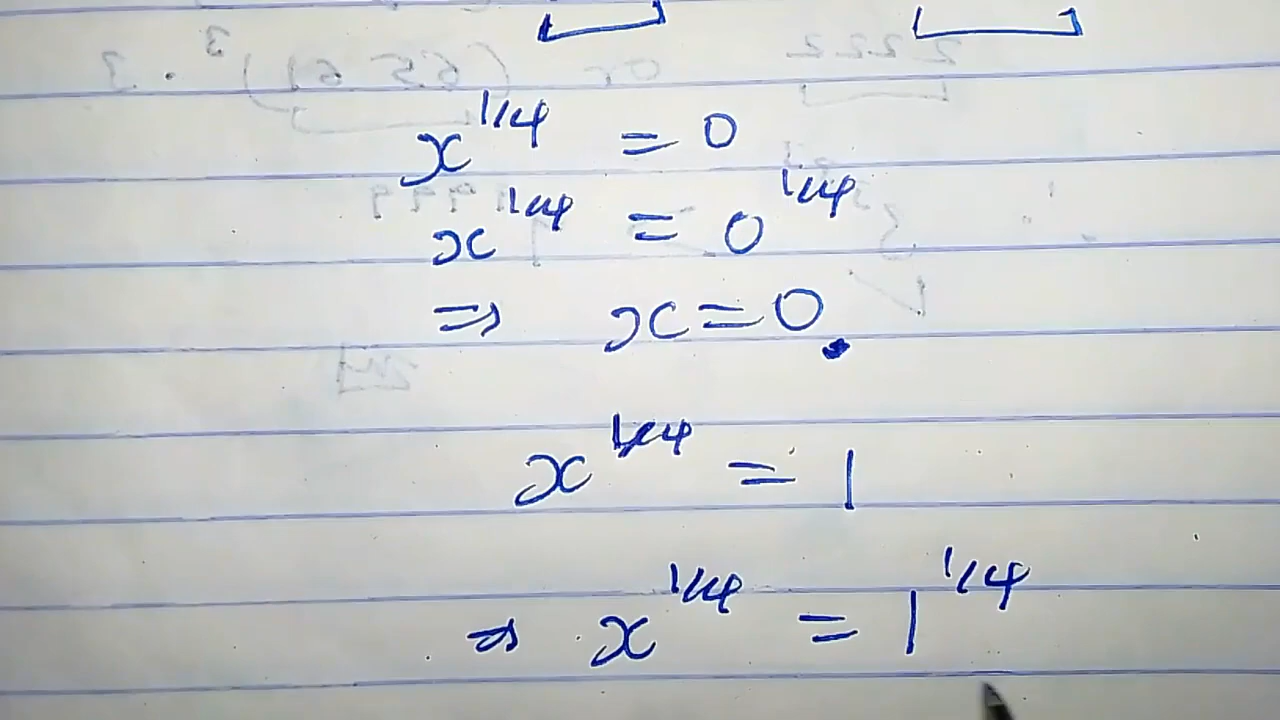 x^{1/4} = 0
x^{1/4} = 0^{1/4}
⇒ x = 0.
x^{1/4} = 1
⇒ x^{1/4} = 1^{1/4}